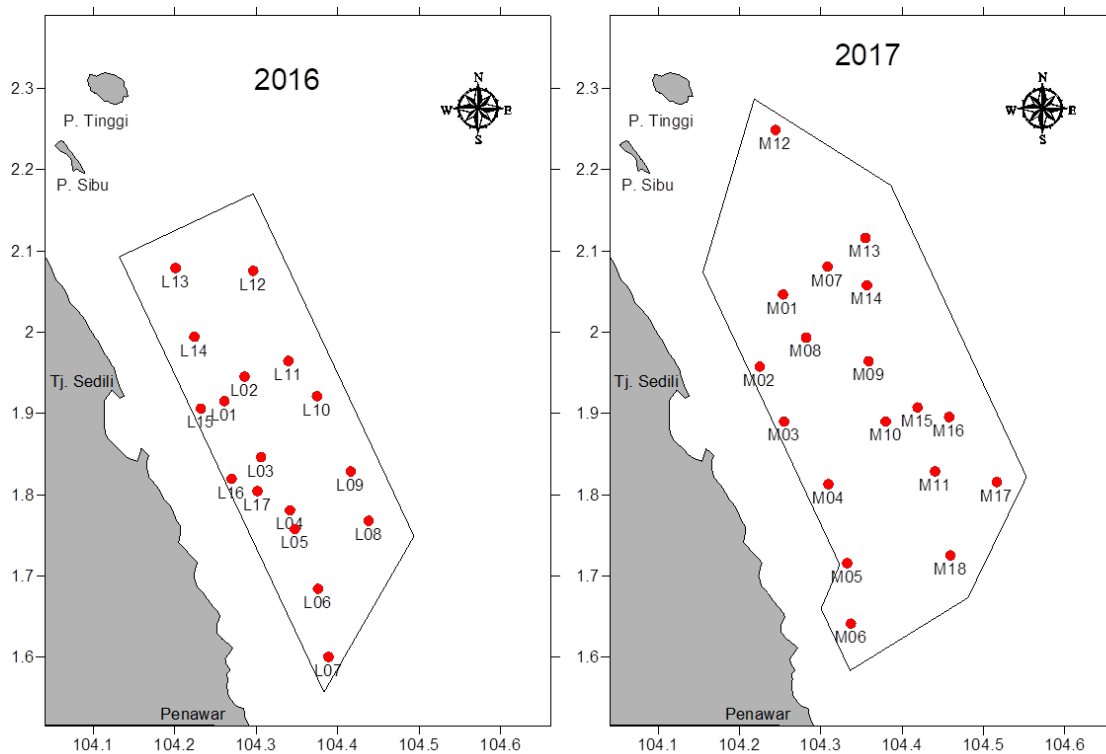 2016
N
W E
S
P. Tinggi
P. Sibu
L13
L12
L14
L02
L11
L15
L01
L10
Tj. Sedili
L03
L16
L17
L09
L04
L05
L08
L06
L07
Penawar
2.3
2.2
2.1
2
1.9
1.8
1.7
1.6
104.1 104.2 104.3 104.4 104.5 104.6
2017
N
W E
S
P. Tinggi
P. Sibu
M12
M13
M07
M14
M01
M08
M02
M09
Tj. Sedili
M03
M10
M15
M16
M04
M11
M17
M05
M18
M06
Penawar
2.3
2.2
2.1
2
1.9
1.8
1.7
1.6
104.1 104.2 104.3 104.4 104.5 104.6